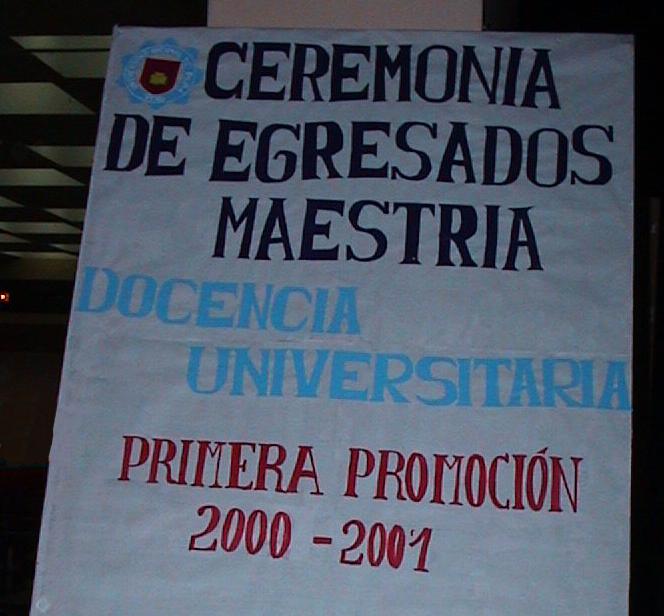 CEREMONIA
DE EGRESADOS
MAESTRIA
DOCENCIA
UNIVERSITARIA
PRIMERA PROMOCIÓN
2000 - 2001